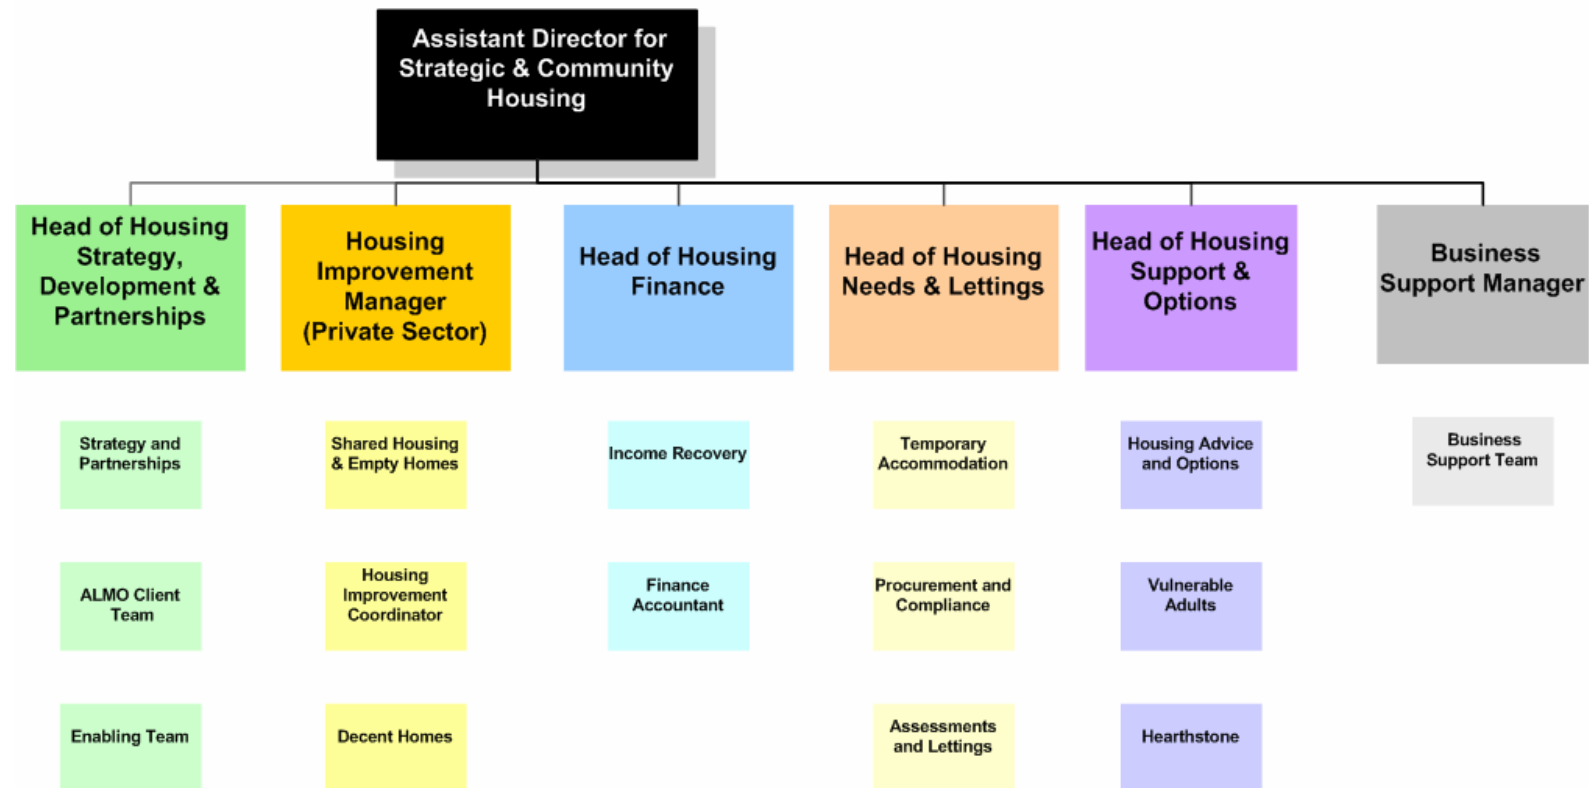 Assistant Director for
Strategic & Community
Housing
Head of Housing
Strategy,
Development &
Partnerships
Housing
Improvement
Manager
(Private Sector)
Head of Housing
Finance
Head of Housing
Needs & Lettings
Head of Housing
Support &
Options
Business
Support Manager
Strategy and
Partnerships
Shared Housing
& Empty Homes
Income Recovery
Temporary
Accommodation
Housing Advice
and Options
Business
Support Team
ALMO Client
Team
Housing
Improvement
Coordinator
Finance
Accountant
Procurement and
Compliance
Vulnerable
Adults
Enabling Team
Decent Homes
Assessments
and Lettings
Hearthstone